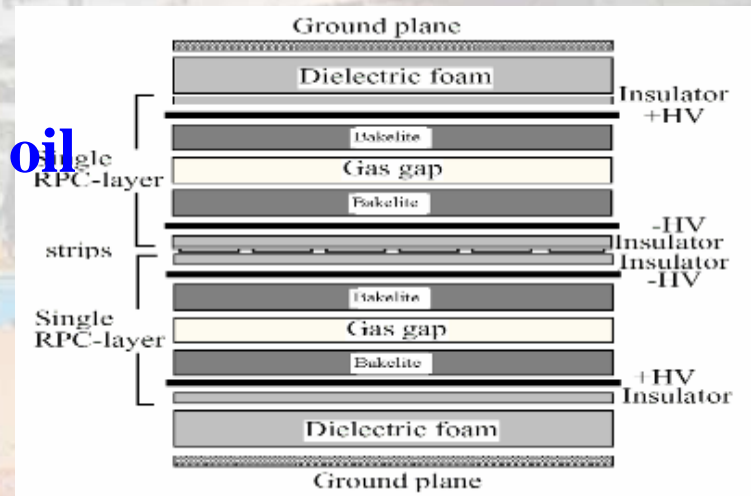 Ground plane
Dielectric foam
Insulator
+HV
Bakelite
oil
Single
RPC-layer
Gas gap
Bakelite
-HV
strips
Insulator
Insulator
-HV
Bakelite
Single
RPC-layer
Gas gap
Bakelite
+HV
Insulator
Dielectric foam
Ground plane